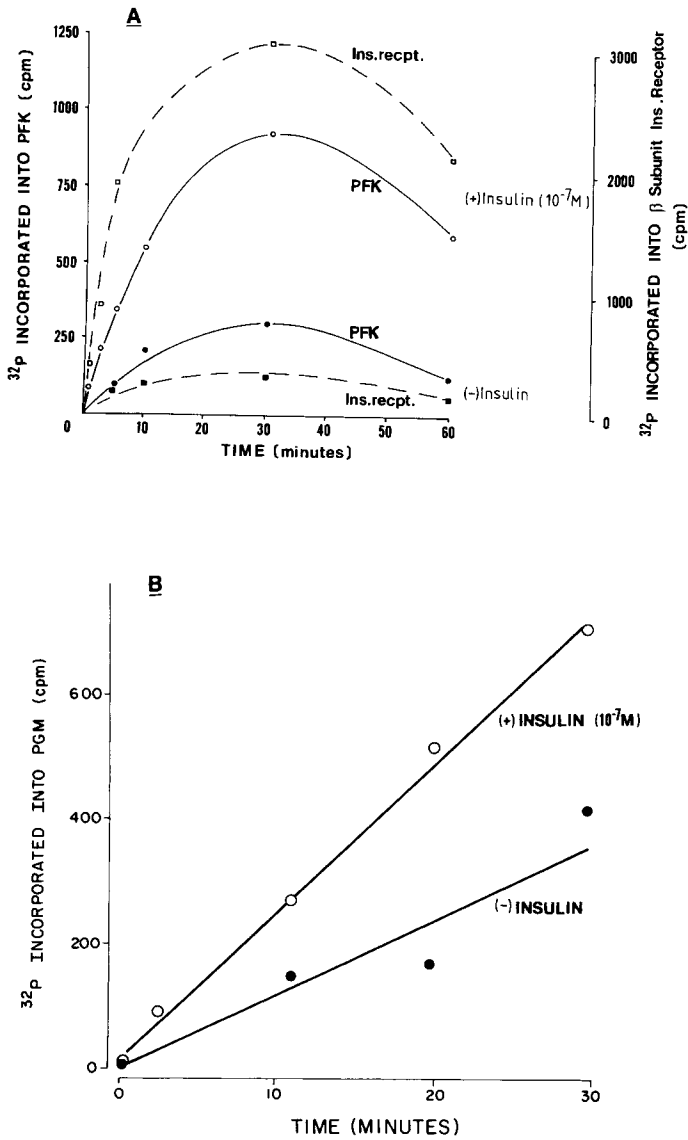 A
1250
1000
750
500
250
0
10
20
30
40
50
60
TIME (minutes)
32P INCORPORATED INTO PFK (cpm)
Ins.recpt.
PFK
(+)Insulin (10-7M)
PFK
Ins.recpt.
(-)Insulin
3000
2000
1000
0
32P INCORPORATED INTO β Subunit Ins.Receptor
(cpm)
B
600
400
200
0
0
10
20
30
TIME (MINUTES)
32P INCORPORATED INTO PGM (cpm)
(+) INSULIN (10-7M)
(-) INSULIN